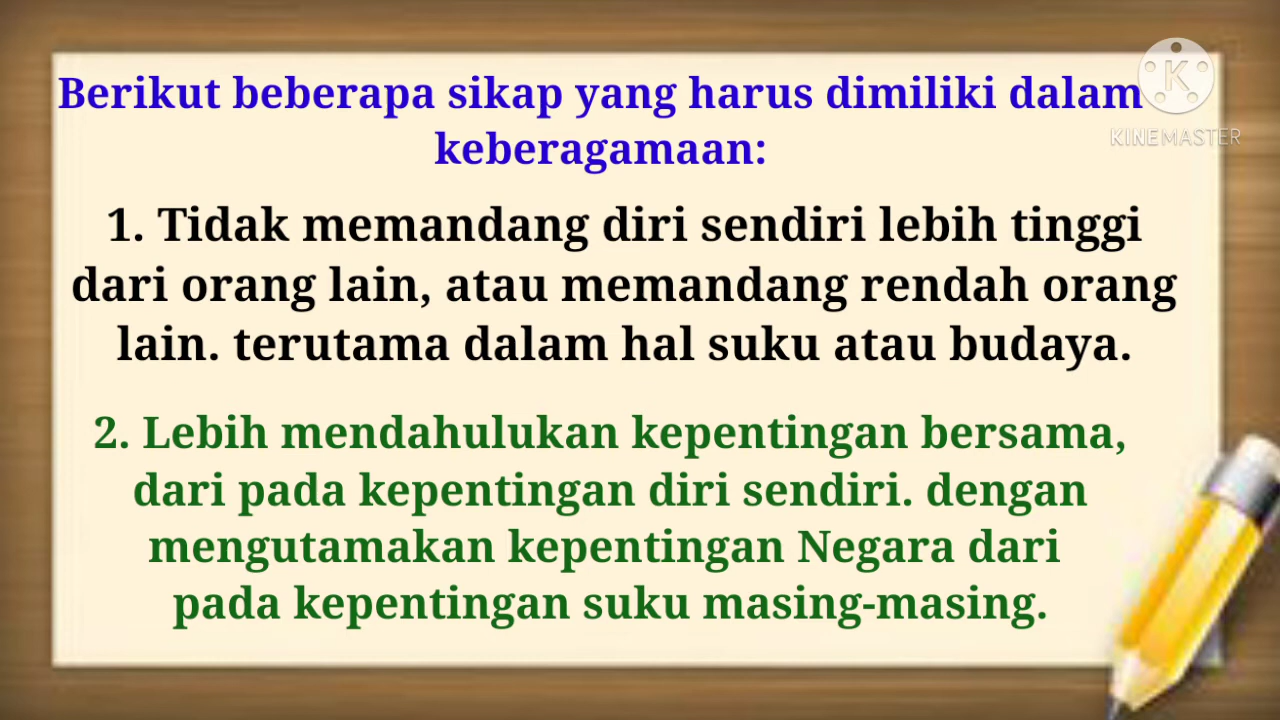 Berikut beberapa sikap yang harus dimiliki dalam
keberagamaan:
K
KINEMASTER
1. Tidak memandang diri sendiri lebih tinggi
dari orang lain, atau memandang rendah orang
lain. terutama dalam hal suku atau budaya.
2. Lebih mendahulukan kepentingan bersama,
dari pada kepentingan diri sendiri. dengan
mengutamakan kepentingan Negara dari
pada kepentingan suku masing-masing.